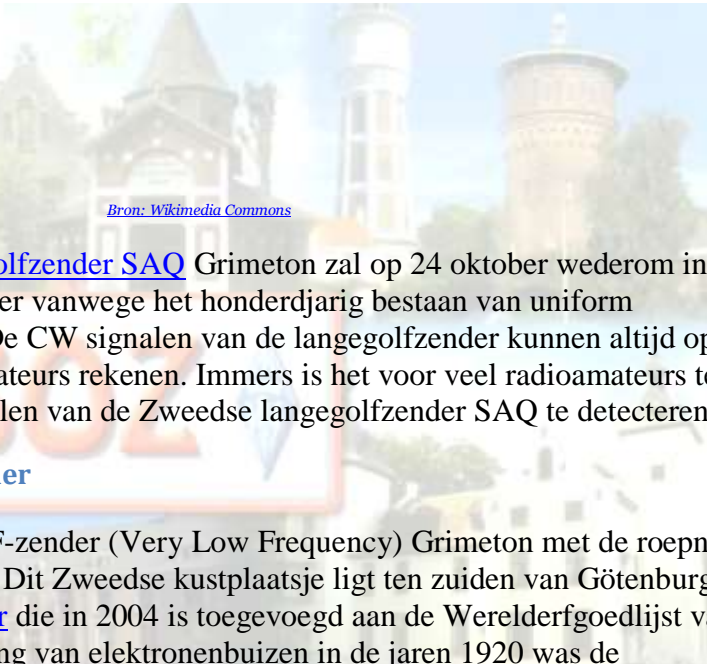 Bron: Wikimedia Commons
olfzender SAQ Grimeton zal op 24 oktober wederom in
er vanwege het honderdjarig bestaan van uniform
De CW signalen van de langegolfzender kunnen altijd op
ateurs rekenen. Immers is het voor veel radioamateurs te
len van de Zweedse langegolfzender SAQ te detecteren
BOZ
er
F-zender (Very Low Frequency) Grimeton met de roepn
Dit Zweedse kustplaatsje ligt ten zuiden van Götenburg
r die in 2004 is toegevoegd aan de Werelderfgoedlijst va
ng van elektronenbuizen in de jaren 1920 was de